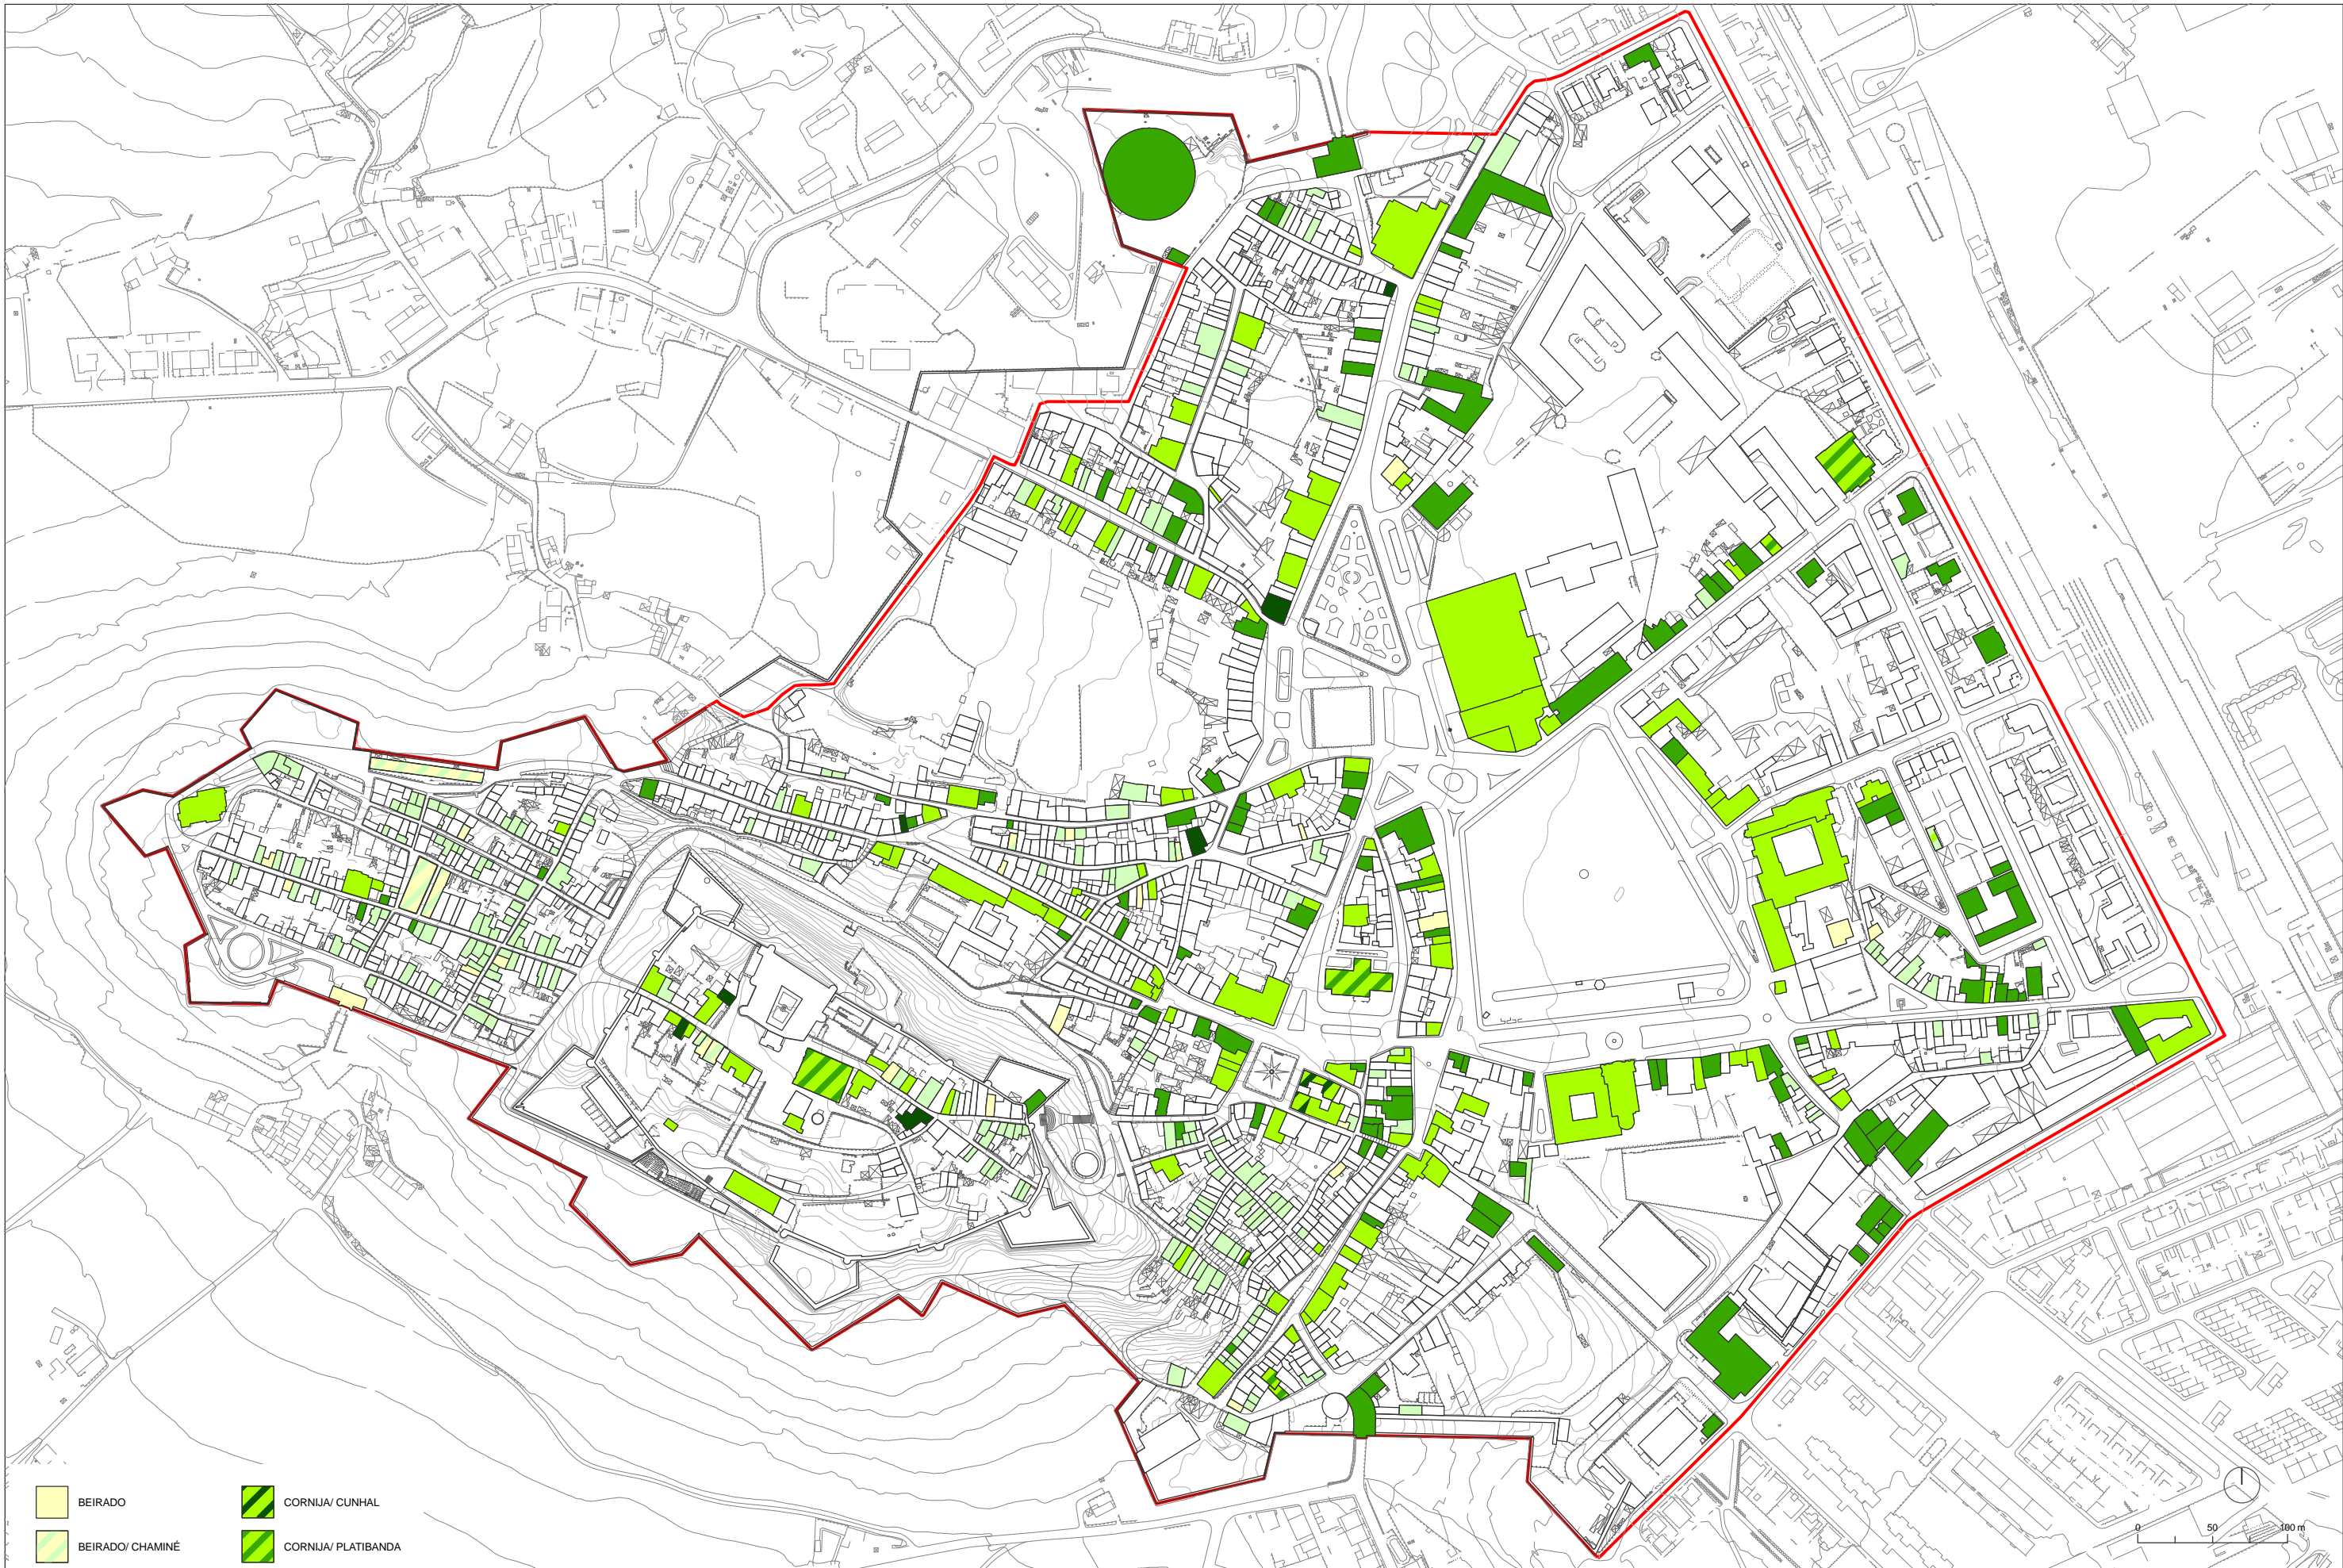 BEIRADO
CORNIJA/ CUNHAL
BEIRADO/ CHAMINÉ
CORNIJA/ PLATIBANDA
0 50 100 m